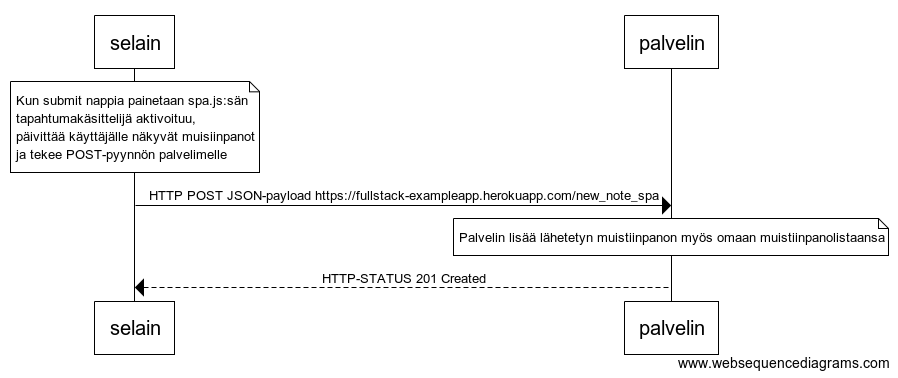 selain
palvelin
Kun submit nappia painetaan spa.js:sän
tapahtumakäsittelijä aktivoituu,
päivittää käyttäjälle näkyvät muisiinpanot
ja tekee POST-pyynnön palvelimelle
HTTP POST JSON-payload https://fullstack-exampleapp.herokuapp.com/new_note_spa
Palvelin lisää lähetetyn muistiinpanon myös omaan muistiinpanolistaansa
HTTP-STATUS 201 Created
selain
palvelin
www.websequencediagrams.com